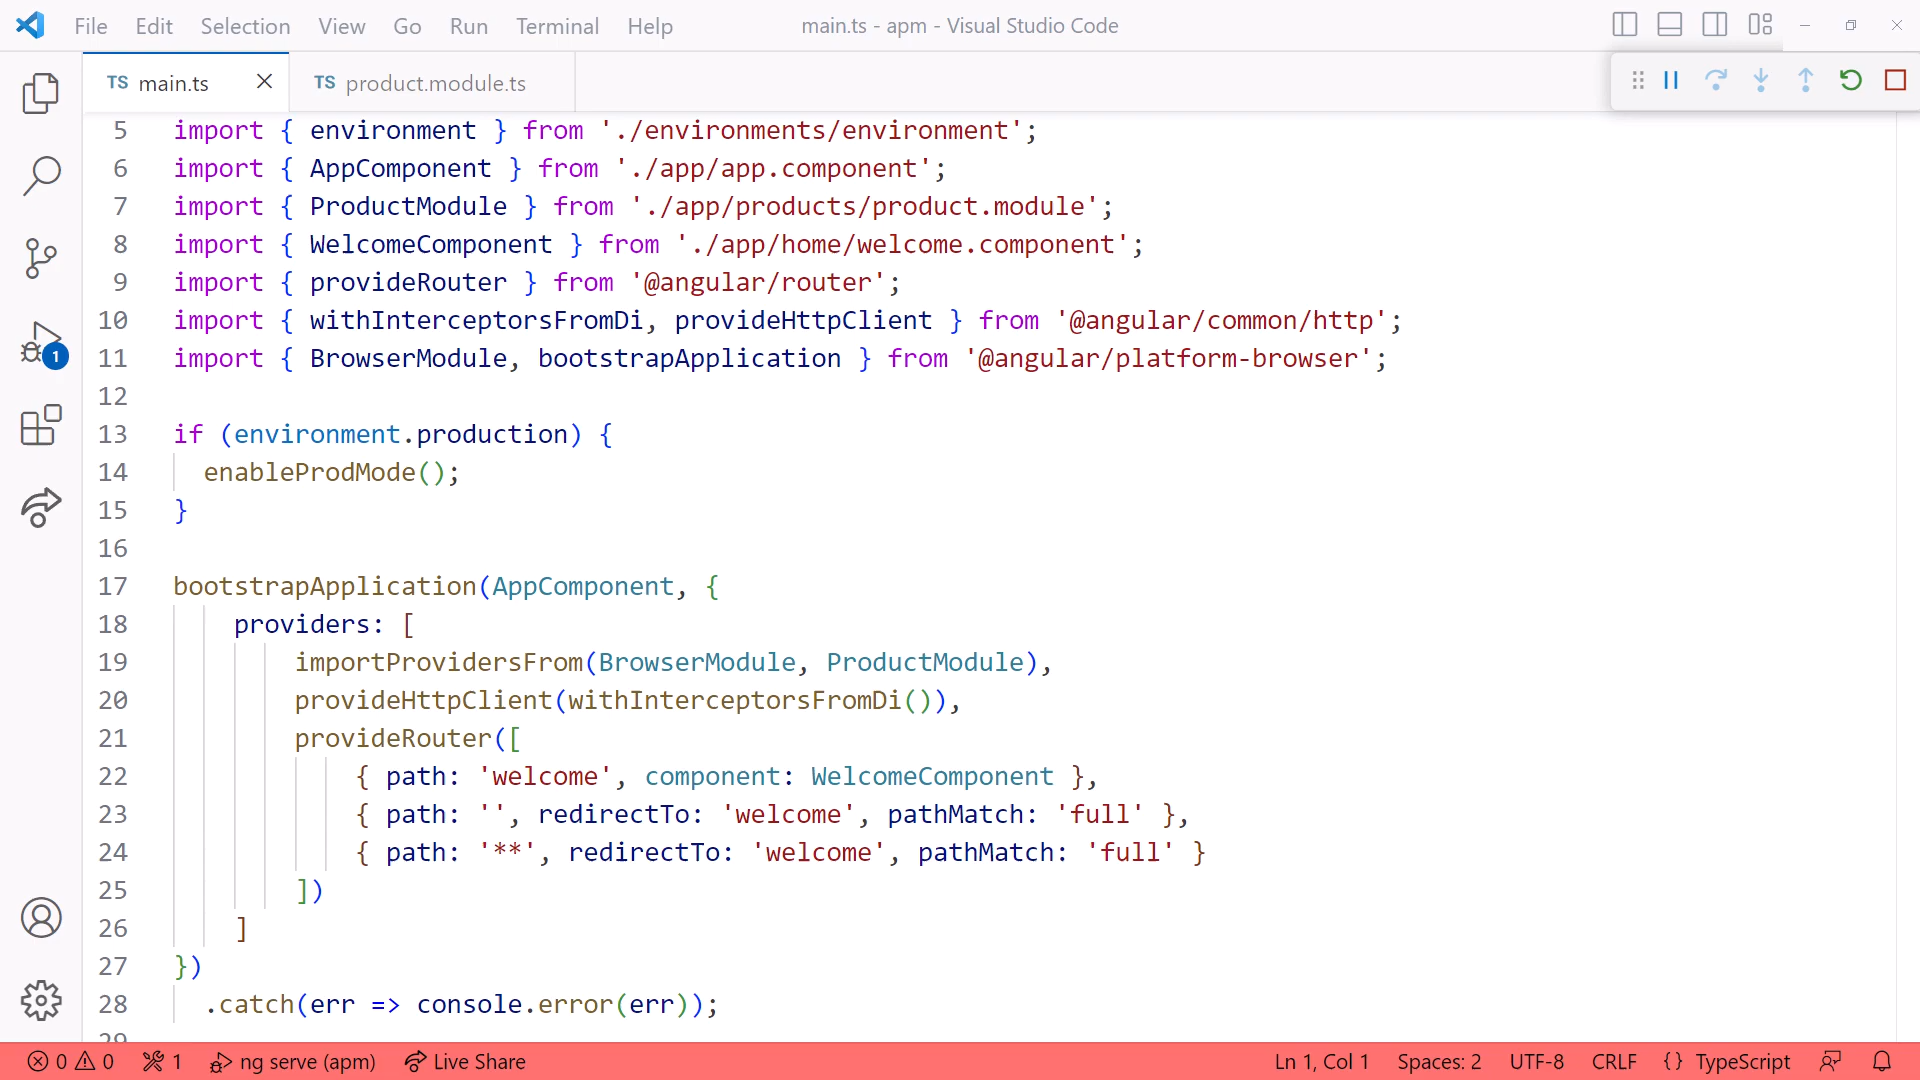 File Edit Selection View Go Run Terminal Help main.ts - apm - Visual Studio Code
TS main.ts TS product.module.ts
5 import { environment } from './environments/environment';
6 import { AppComponent } from './app/app.component';
7 import { ProductModule } from './app/products/product.module';
8 import { WelcomeComponent } from './app/home/welcome.component';
9 import { provideRouter } from '@angular/router';
10 import { withInterceptorsFromDi, provideHttpClient } from '@angular/common/http';
11 import { BrowserModule, bootstrapApplication } from '@angular/platform-browser';
12
13 if (environment.production) {
14 enableProdMode();
15 }
16
17 bootstrapApplication(AppComponent, {
18 providers: [
19 importProvidersFrom(BrowserModule, ProductModule),
20 provideHttpClient(withInterceptorsFromDi()),
21 provideRouter([
22 { path: 'welcome', component: WelcomeComponent },
23 { path: '', redirectTo: 'welcome', pathMatch: 'full' },
24 { path: '**', redirectTo: 'welcome', pathMatch: 'full' }
25 ])
26 ]
27 })
28 .catch(err => console.error(err));
29
1
0 0 1 ng serve (apm) Live Share Ln 1, Col 1 Spaces: 2 UTF-8 CRLF {} TypeScript